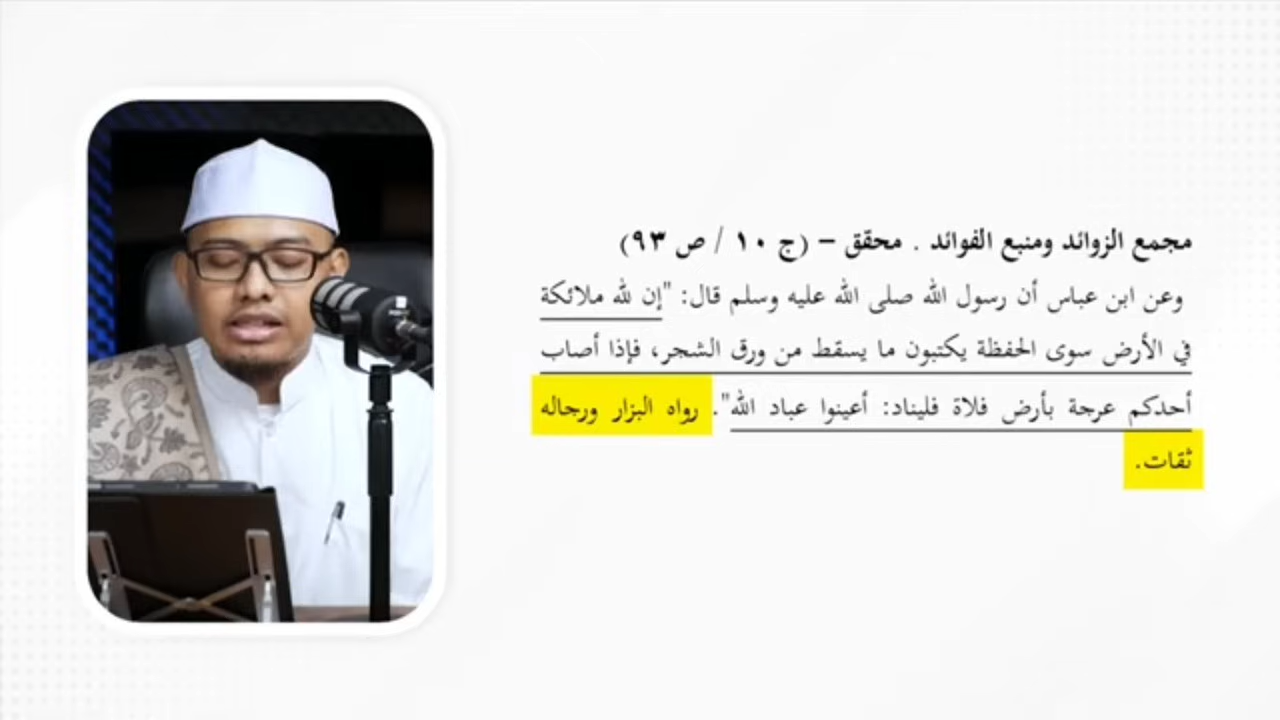 مجمع الزوائد ومنبع الفوائد . محقق – (ج ١٠ / ص ٩٣)
وعن ابن عباس أن رسول الله صلى الله عليه وسلم قال: "إن لله ملائكة
في الأرض سوى الحفظة يكتبون ما يسقط من ورق الشجر، فإذا أصاب
أحدكم عرجة بأرض فلاة فليناد: أعينوا عباد الله". رواه البزار ورجاله
ثقات.